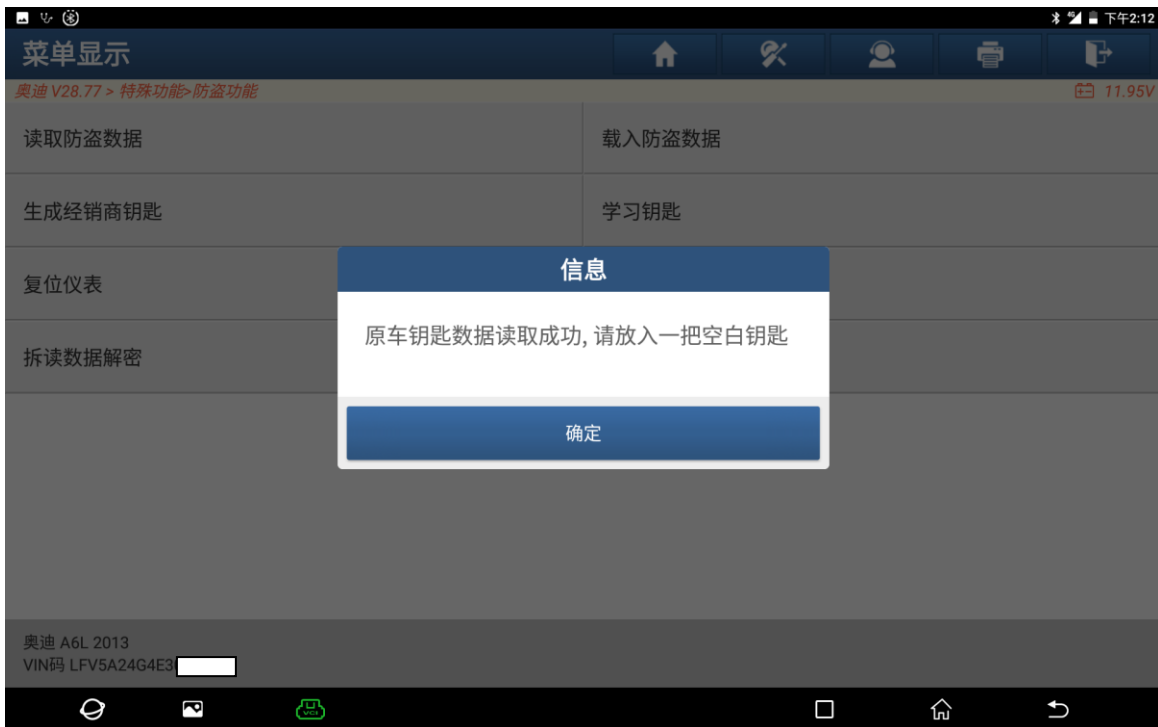 下午2:12
菜单显示
奥迪 V28.77 > 特殊功能>防盗功能
11.95V
读取防盗数据
载入防盗数据
生成经销商钥匙
学习钥匙
复位仪表
信息
原车钥匙数据读取成功, 请放入一把空白钥匙
拆读数据解密
确定
奥迪 A6L 2013
VIN码 LFV5A24G4E3
VCI